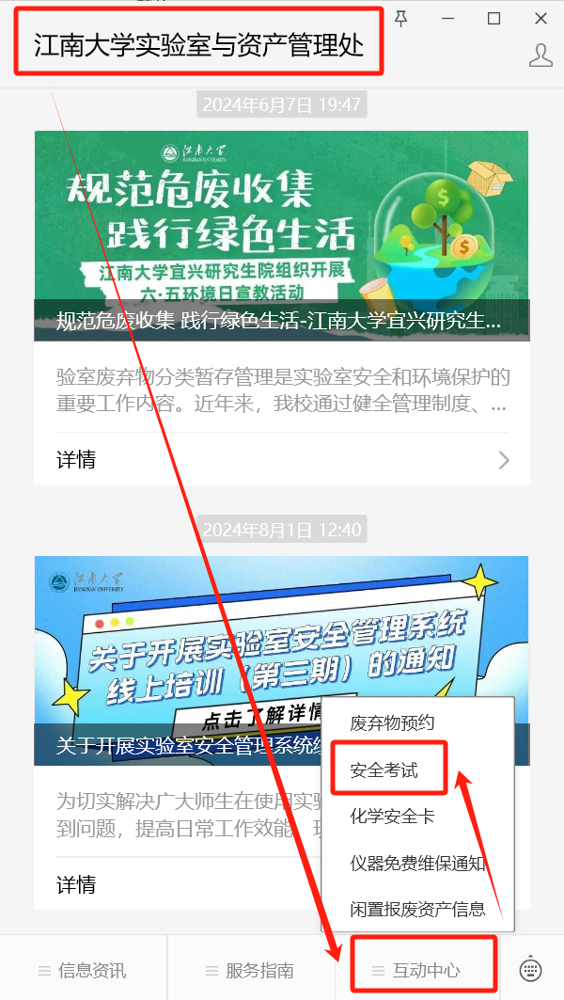 江南大学实验室与资产管理处
2024年6月7日 19:47
江南大学
JIANGNAN UNIVERSITY
规范危废收集
践行绿色生活
江南大学宜兴研究生院组织开展
六·五环境日宣教活动
规范危废收集 践行绿色生活-江南大学宜兴研究生...
验室废弃物分类暂存管理是实验室安全和环境保护的
重要工作内容。近年来，我校通过健全管理制度、...
详情
2024年8月1日 12:40
江南大学
JIANGNAN UNIVERSITY
关于开展实验室安全管理系统
线上培训（第三期）的通知
点击了解详情
关于开展实验室安全管理系统
为切实解决广大师生在使用实验
到问题，提高日常工作效能，现
详情
废弃物预约
安全考试
化学安全卡
仪器免费维保通知
闲置报废资产信息
信息资讯
服务指南
互动中心